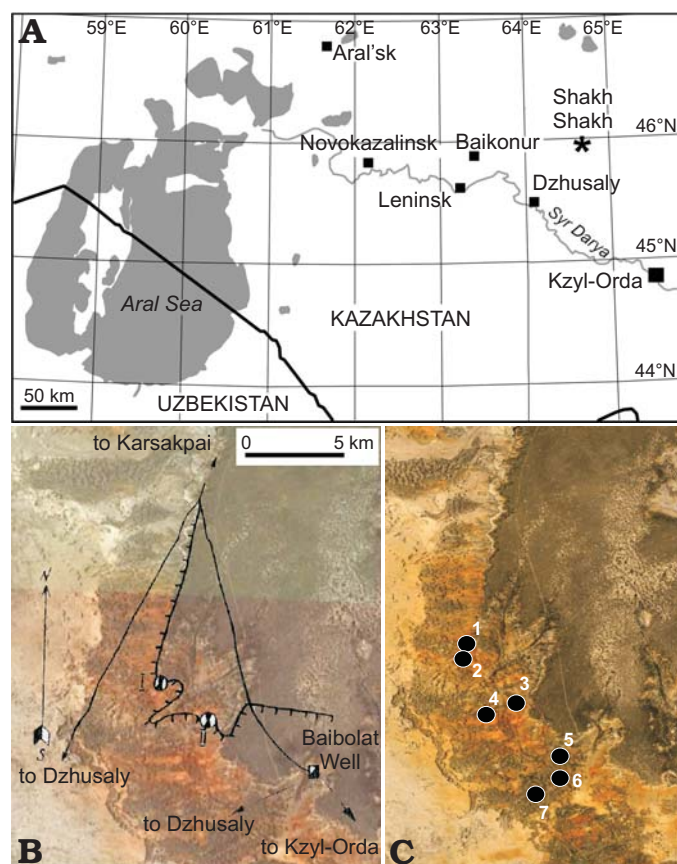 A
59°E
60°E
61°E
62°E
63°E
64°E
65°E
Aral'sk
Shakh
Shakh
46°N
Novokazalinsk
Baikonur
Leninsk
Dzhusaly
Syr Darya
45°N
Kzyl-Orda
Aral Sea
KAZAKHSTAN
44°N
50 km
UZBEKISTAN
to Karsakpai
0
5 km
N
S
I
II
Baibolat
Well
to Dzhusaly
to Dzhusaly
to Kzyl-Orda
B
1
2
3
4
5
6
7
C